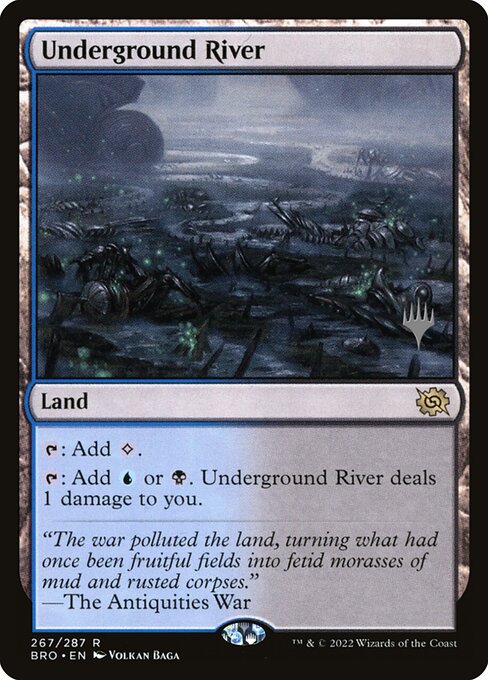 Underground River
Land
: Add .
: Add or . Underground River deals
1 damage to you.
“The war polluted the land, turning what had
once been fruitful fields into fetid morasses of
mud and rusted corpses.”
—The Antiquities War
267/287 R
BRO • EN Volkan Baga
™ & © 2022 Wizards of the Coast